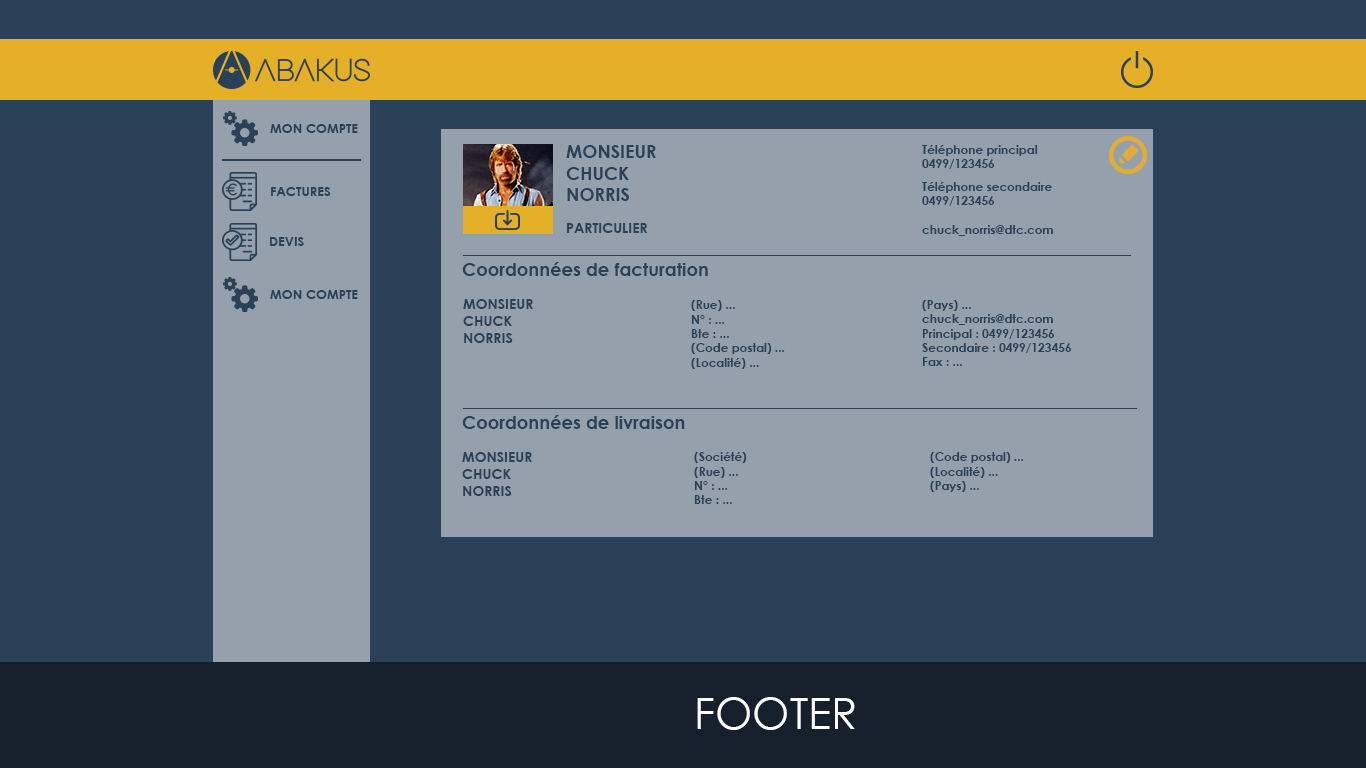 ABAKUS
MON COMPTE
FACTURES
DEVIS
MON COMPTE
MONSIEUR
CHUCK
NORRIS
PARTICULIER
Téléphone principal
0499/123456
Téléphone secondaire
0499/123456
chuck_norris@dtc.com
Coordonnées de facturation
MONSIEUR
CHUCK
NORRIS
(Rue) ...
N° : ...
Bte : ...
(Code postal) ...
(Localité) ...
(Pays) ...
chuck_norris@dtc.com
Principal : 0499/123456
Secondaire : 0499/123456
Fax : ...
Coordonnées de livraison
MONSIEUR
CHUCK
NORRIS
(Société)
(Rue) ...
N° : ...
Bte : ...
(Code postal) ...
(Localité) ...
(Pays) ...
FOOTER